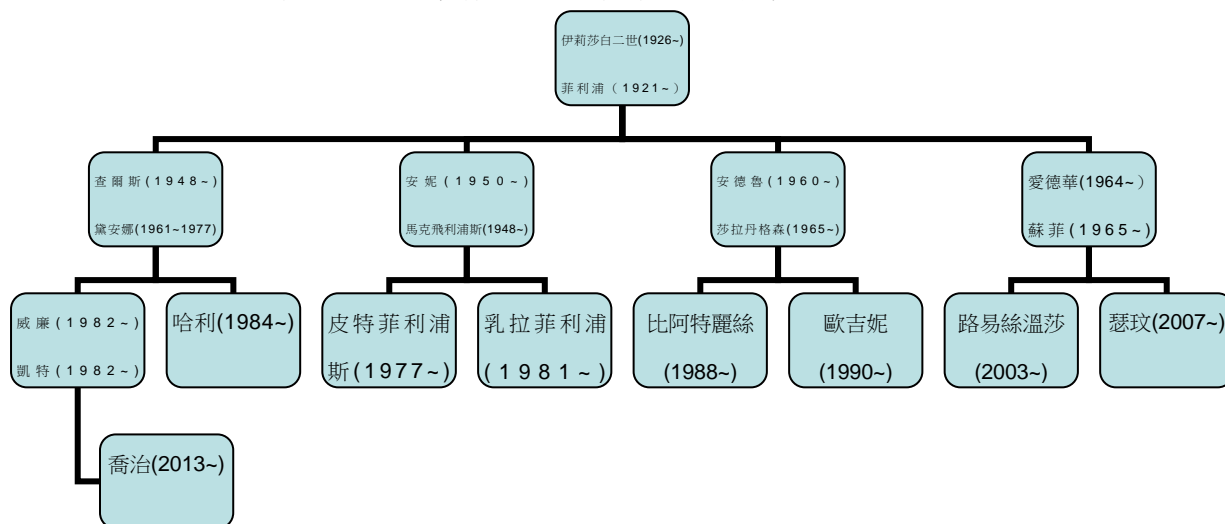 伊莉莎白二世(1926~)
菲利浦（1921~）
查爾斯(1948~)
黛安娜(1961~1977)
安妮(1950~)
馬克飛利浦斯(1948~)
安德魯(1960~)
莎拉丹格森(1965~)
愛德華(1964~）
蘇菲(1965~)
威廉(1982~)
凱特(1982~)
哈利(1984~)
皮特菲利浦
斯(1977~)
乳拉菲利浦
(1981~)
比阿特麗絲
(1988~)
歐吉妮
(1990~)
路易絲溫莎
(2003~)
瑟玟(2007~)
喬治(2013~)